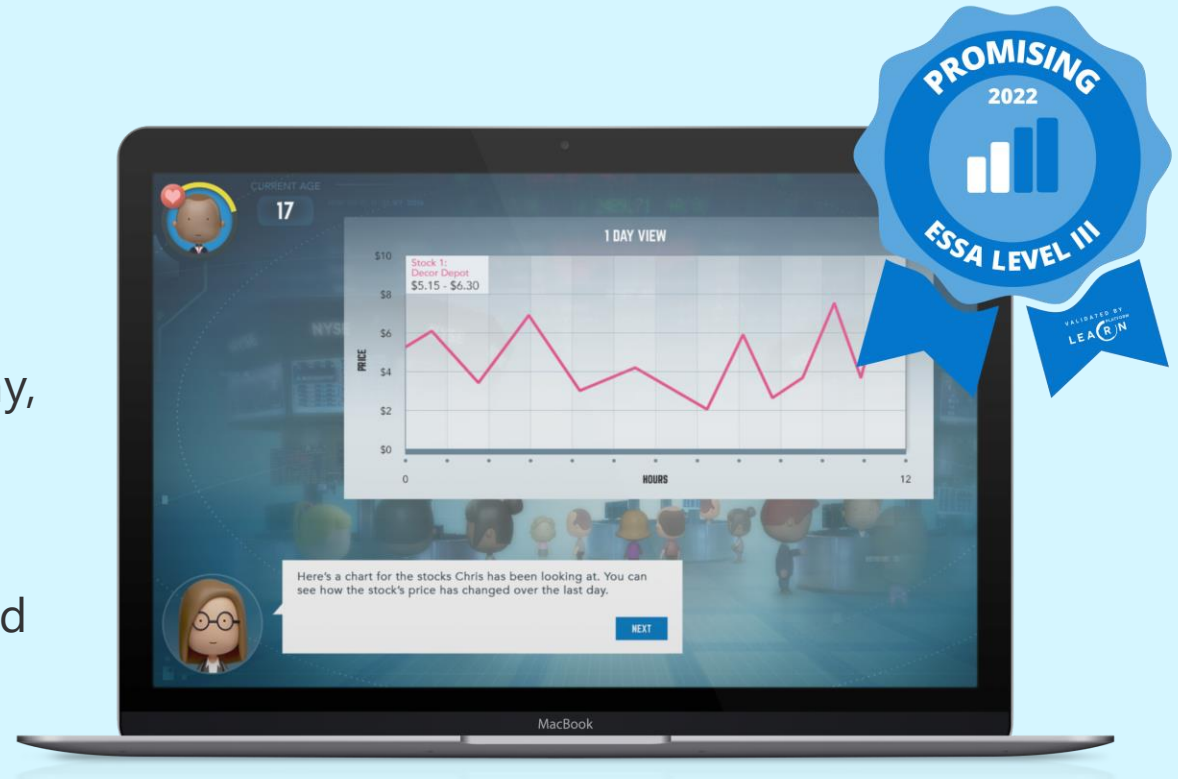 PROMISING
2022
ESSA LEVEL III
VALIDATED BY
LEARN
PLATFORM
CURRENT AGE
17
1 DAY VIEW
$10
Stock 1:
Decor Depot
$5.15 - $6.30
$8
NYSE
$6
PRICE
$4
$2
$0
0
HOURS
12
y,
d
Here's a chart for the stocks Chris has been looking at. You can
see how the stock's price has changed over the last day.
NEXT
MacBook